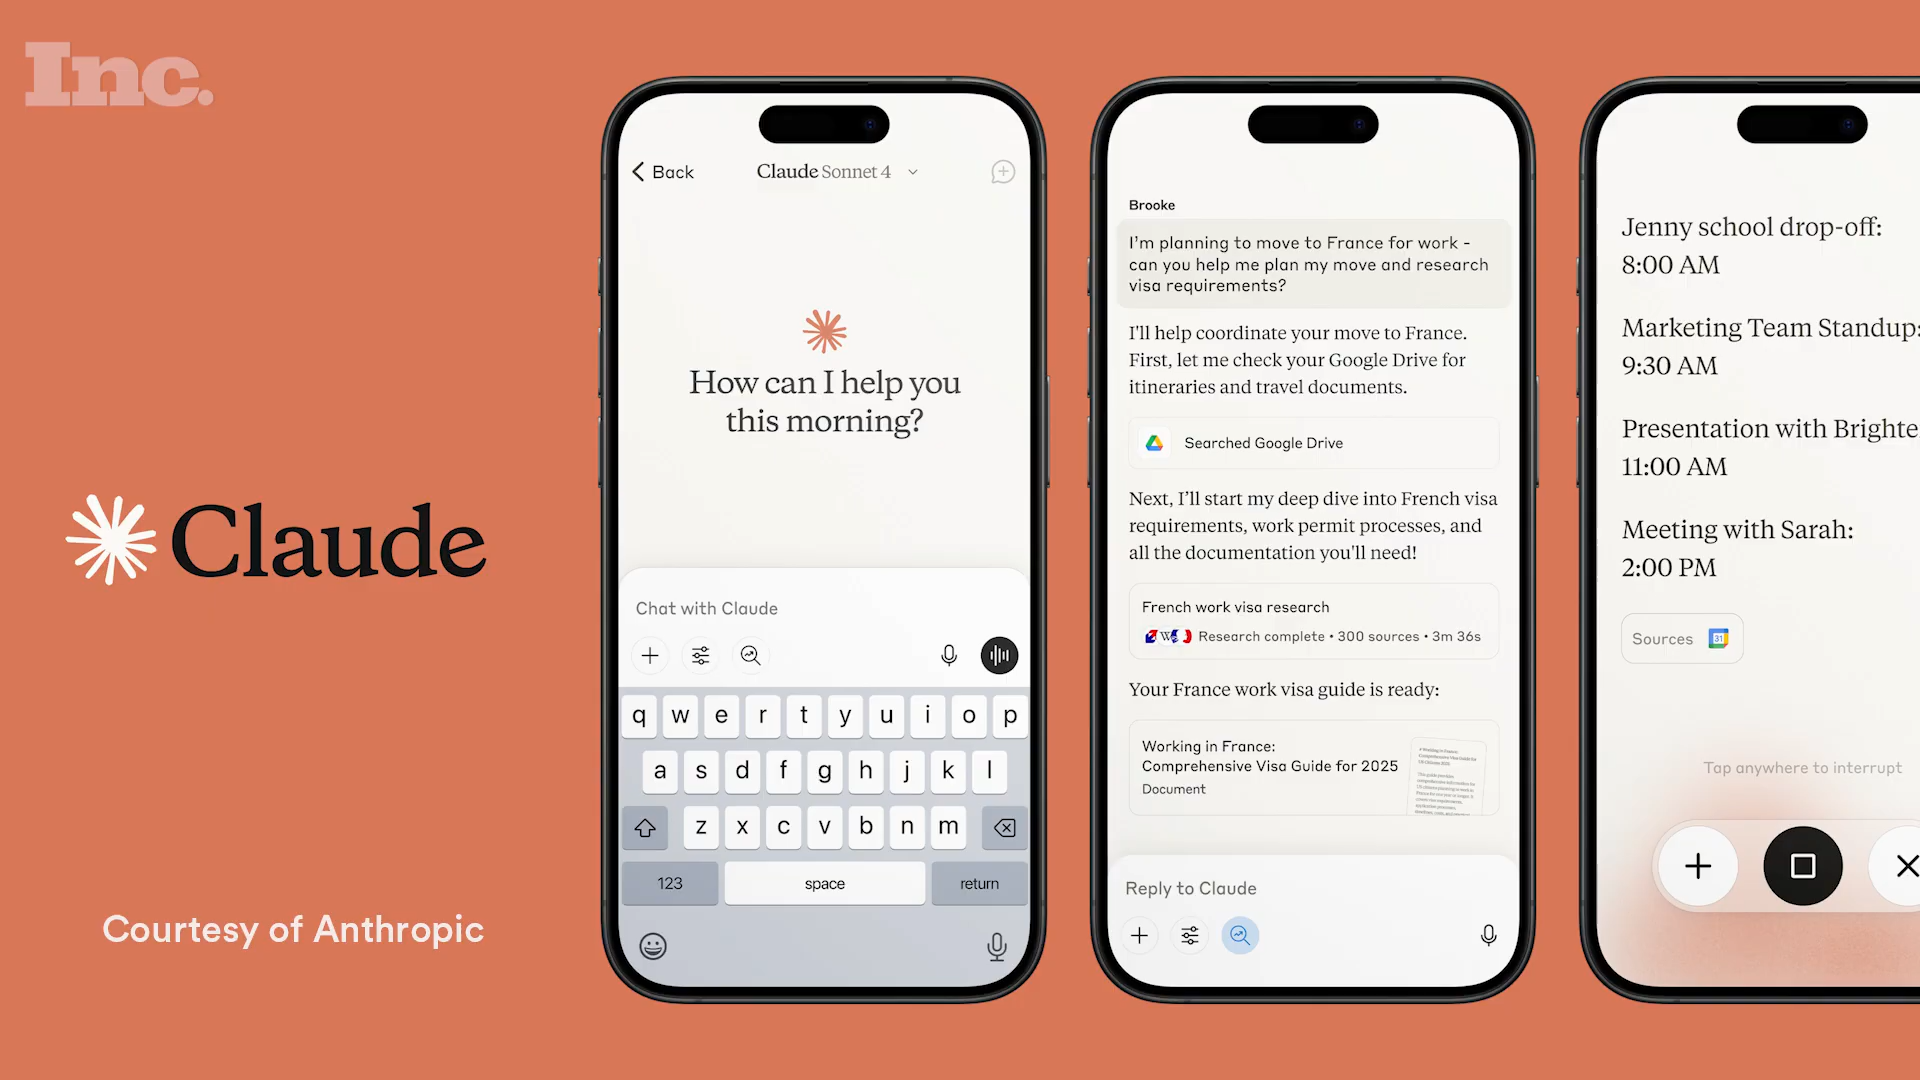 Inc.
Claude
Courtesy of Anthropic
Back
Claude Sonnet 4
How can I help you
this morning?
Chat with Claude
q w e r t y u i o p
a s d f g h j k l
z x c v b n m
123 space return
Brooke
I'm planning to move to France for work -
can you help me plan my move and research
visa requirements?
I'll help coordinate your move to France.
First, let me check your Google Drive for
itineraries and travel documents.
Searched Google Drive
Next, I'll start my deep dive into French visa
requirements, work permit processes, and
all the documentation you'll need!
French work visa research
W
Research complete • 300 sources • 3m 36s
Your France work visa guide is ready:
Working in France:
Comprehensive Visa Guide for 2025
Document
Reply to Claude
Jenny school drop-off:
8:00 AM
Marketing Team Standup:
9:30 AM
Presentation with Brighte
11:00 AM
Meeting with Sarah:
2:00 PM
Sources
31
Tap anywhere to interrupt